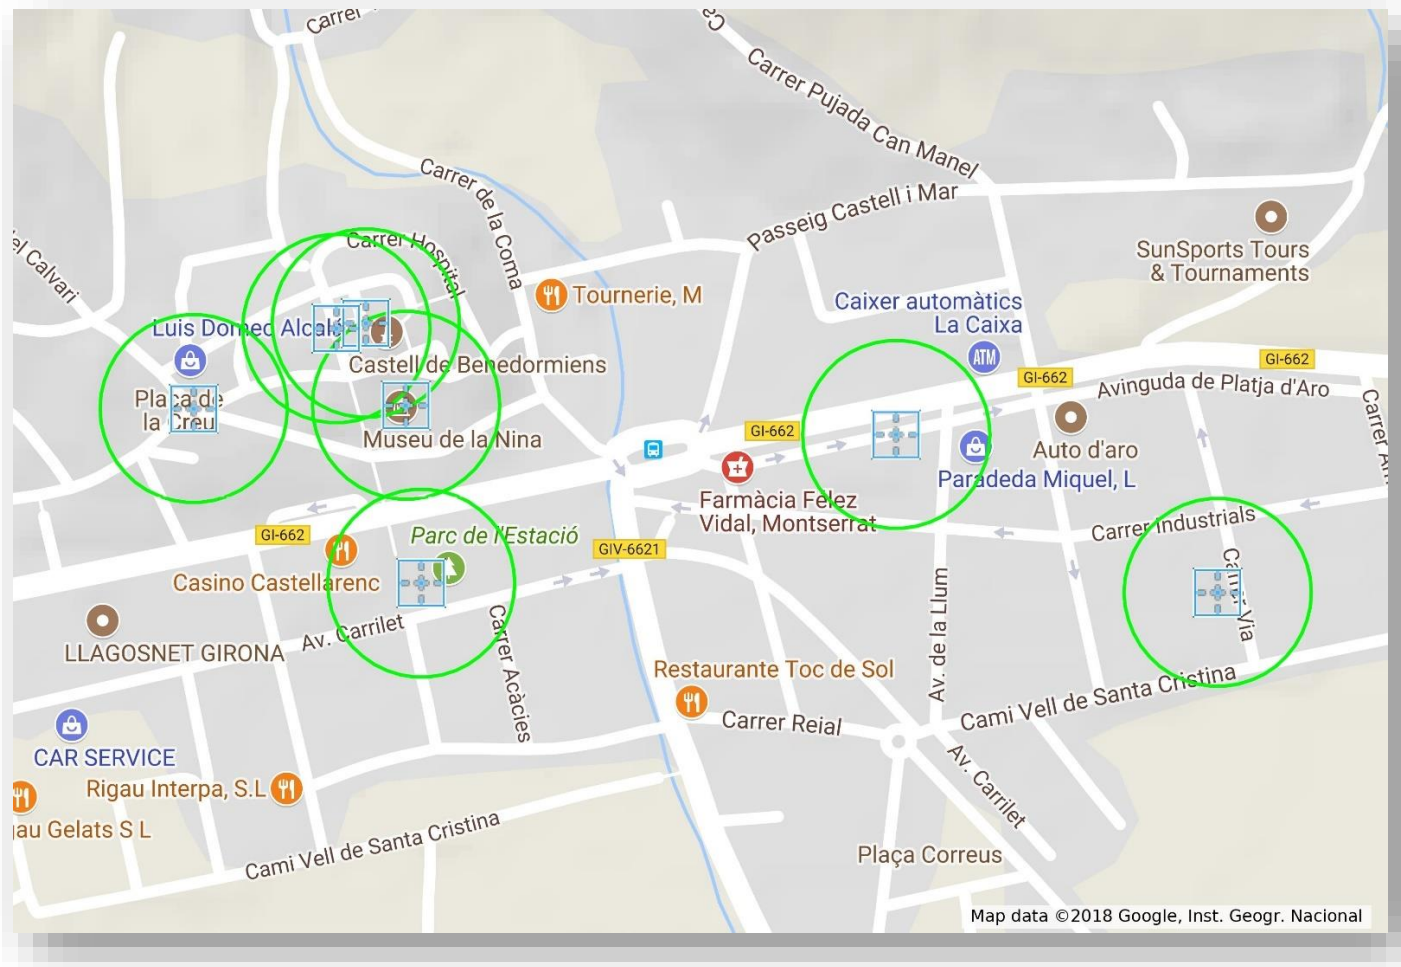 Carrer
Carrer Pujada Can Manel
Carrer de la Coma
Passeig Castell i Mar
SunSports Tours
& Tournaments
el Calvari
Carrer Hospital
Tournerie, M
Caixer automàtics
La Caixa
ATM
Luis Domec
Castell de Benedormiens
GI-662
GI-662
Avinguda de Platja d'Aro
Plaça de
la Creu
Museu de la Nina
GI-662
Auto d'aro
Paradeda Miquel, L
Farmàcia Felez
Vidal, Montserrat
Carrer Industrials
GI-662
Parc de l'Estació
GIV-6621
Casino Castellarenc
Av. Carrilet
LLAGOSNET GIRONA
Carrer Acàcies
Av. de la Llum
Via
Restaurante Toc de Sol
Carrer Reial
Cami Vell de Santa Cristina
CAR SERVICE
Rigau Interpa, S.L
Av. Carrilet
au Gelats S L
Cami Vell de Santa Cristina
Plaça Correus
Map data ©2018 Google, Inst. Geogr. Nacional